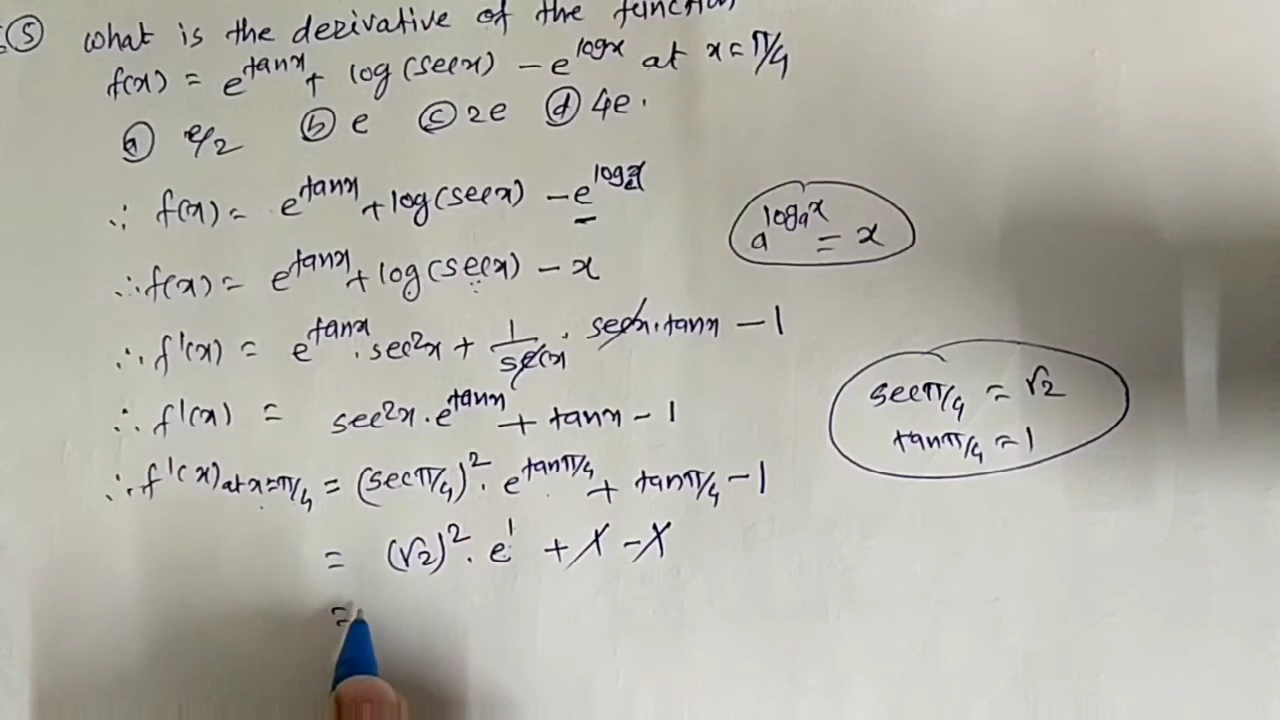 ⑤ What is the derivative of the function
f(x) = e^tanx + log(secx) - e^logx at x = π/4
ⓐ e/2 ⓑ e ⓒ 2e ⓓ 4e.
∵ f(x) = e^tanx + log(secx) - e^logx
a^logₐx = x
∴ f(x) = e^tanx + log(secx) - x
∴ f'(x) = e^tanx . sec²x + 1/secx . secx.tanx - 1
secπ/4 = √2
∴ f'(x) = sec²x . e^tanx + tanx - 1
tanπ/4 = 1
∴ f'(x) at x=π/4 = (secπ/4)² . e^tanπ/4 + tanπ/4 - 1
= (√2)² . e¹ + 1 - 1
=